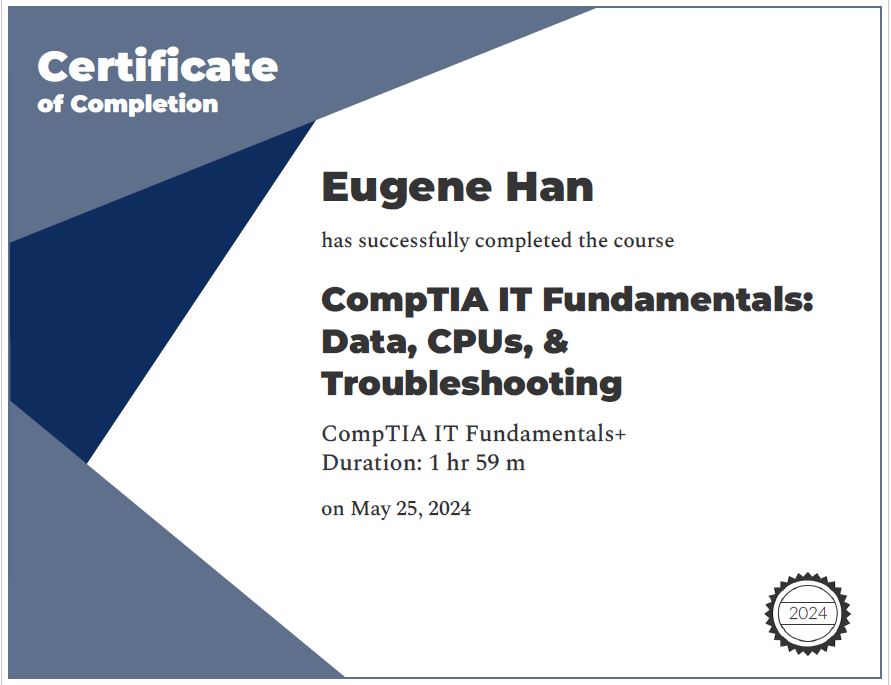 Certificate
of Completion
Eugene Han
has successfully completed the course
CompTIA IT Fundamentals:
Data, CPUs, &
Troubleshooting
CompTIA IT Fundamentals+
Duration: 1 hr 59 m
on May 25, 2024
2024